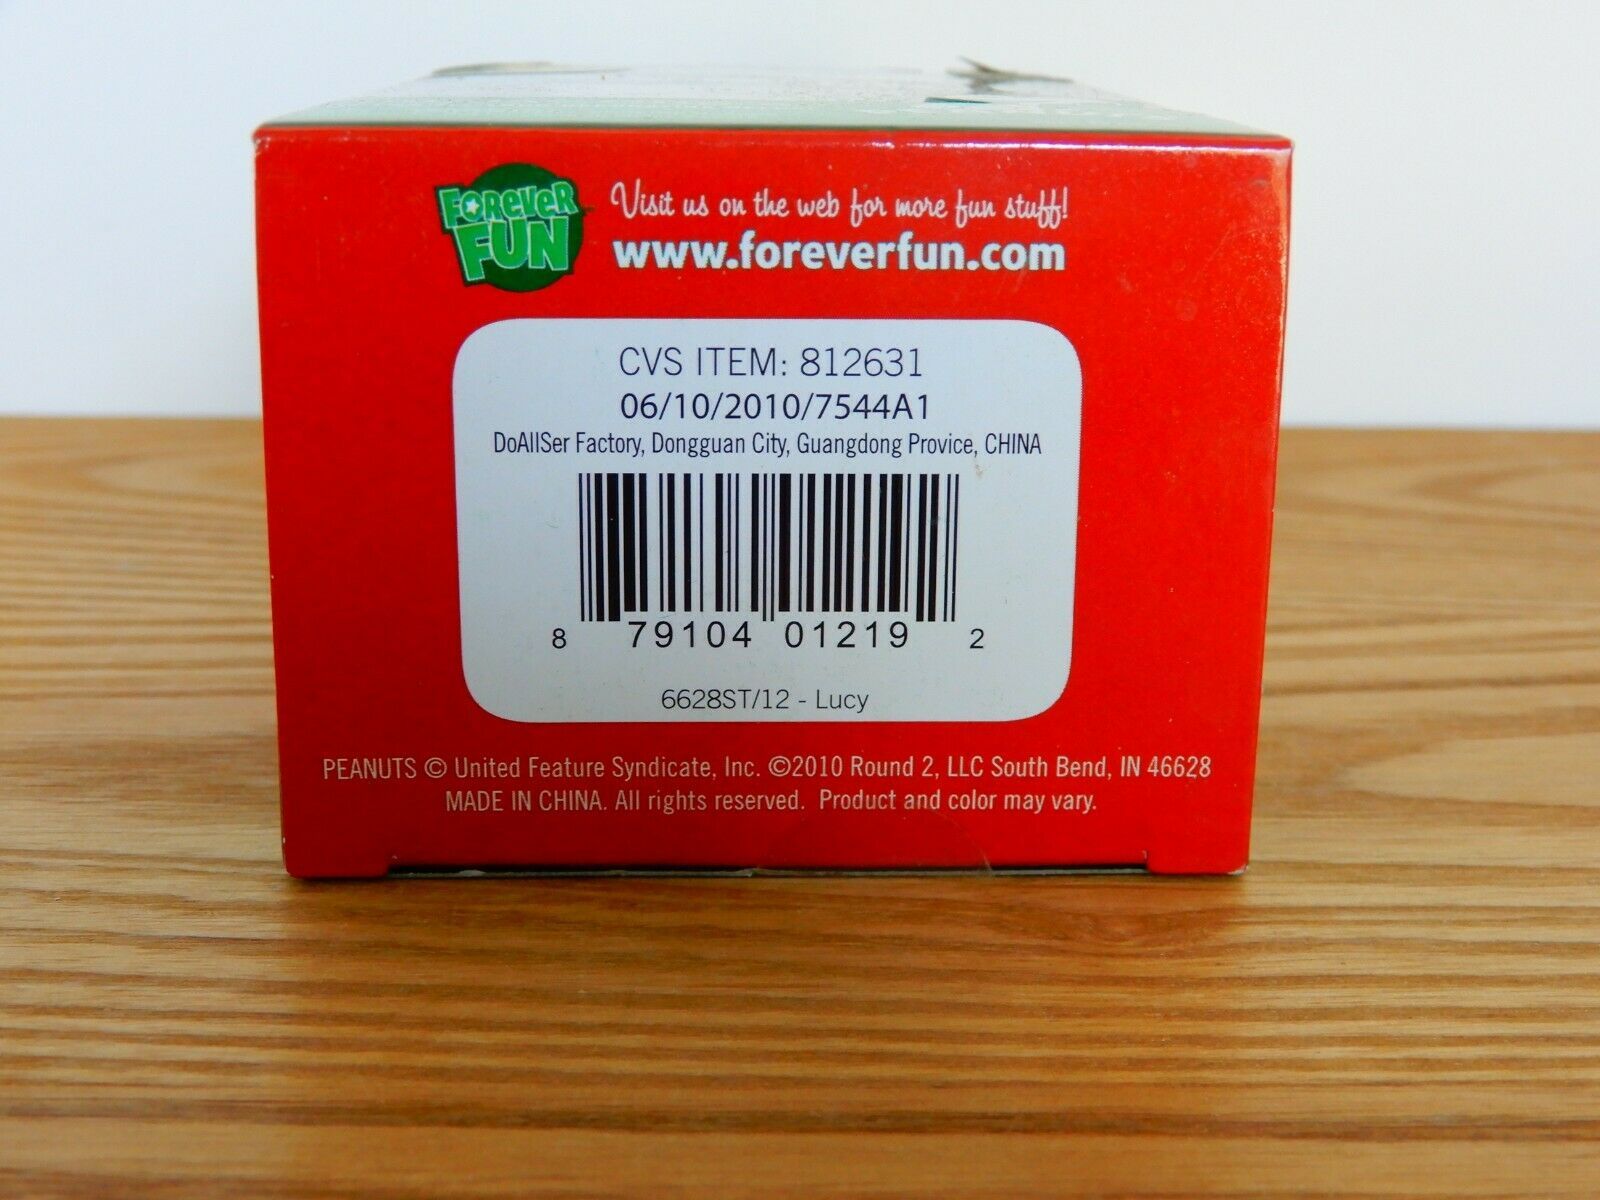 FOREVER
FUN
Visit us on the web for more fun stuff!
www.foreverfun.com
CVS ITEM: 812631
06/10/2010/7544A1
DoAllSer Factory, Dongguan City, Guangdong Provice, CHINA
8 79104 01219 2
6628ST/12 - Lucy
PEANUTS © United Feature Syndicate, Inc. ©2010 Round 2, LLC South Bend, IN 46628
MADE IN CHINA. All rights reserved. Product and color may vary.